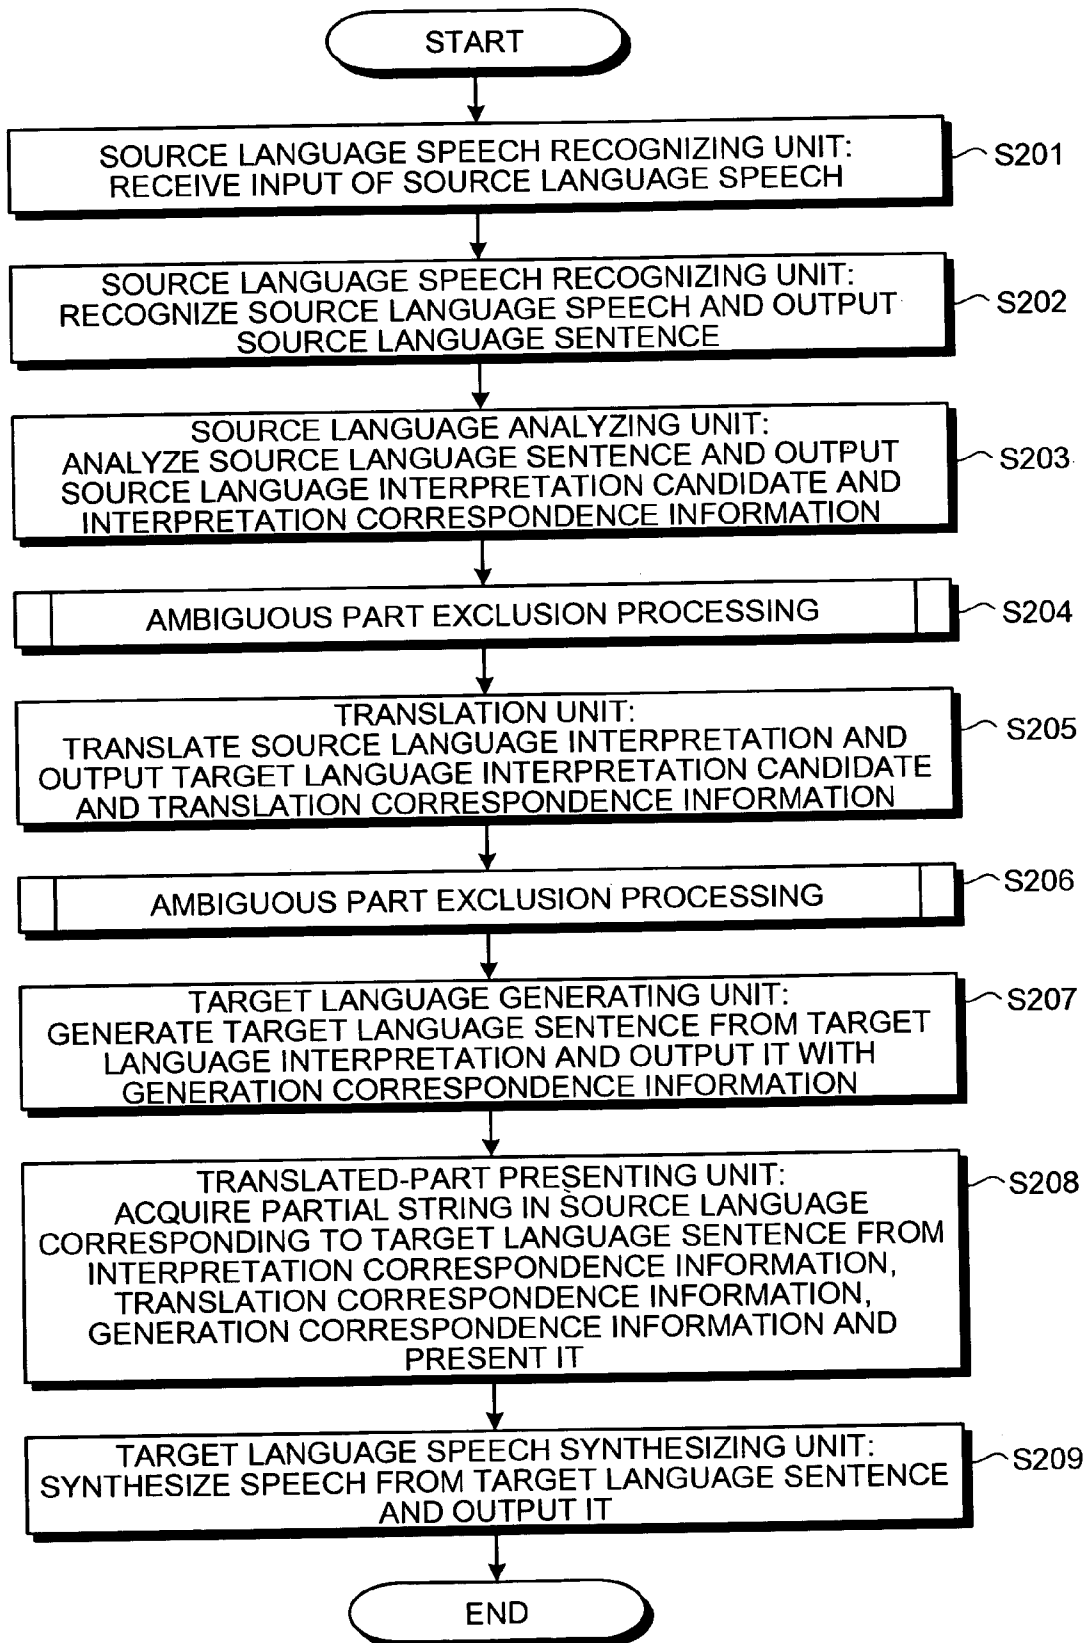 START
SOURCE LANGUAGE SPEECH RECOGNIZING UNIT:
RECEIVE INPUT OF SOURCE LANGUAGE SPEECH
S201
SOURCE LANGUAGE SPEECH RECOGNIZING UNIT:
RECOGNIZE SOURCE LANGUAGE SPEECH AND OUTPUT
SOURCE LANGUAGE SENTENCE
S202
SOURCE LANGUAGE ANALYZING UNIT:
ANALYZE SOURCE LANGUAGE SENTENCE AND OUTPUT
SOURCE LANGUAGE INTERPRETATION CANDIDATE AND
INTERPRETATION CORRESPONDENCE INFORMATION
S203
AMBIGUOUS PART EXCLUSION PROCESSING
S204
TRANSLATION UNIT:
TRANSLATE SOURCE LANGUAGE INTERPRETATION AND
OUTPUT TARGET LANGUAGE INTERPRETATION CANDIDATE
AND TRANSLATION CORRESPONDENCE INFORMATION
S205
AMBIGUOUS PART EXCLUSION PROCESSING
S206
TARGET LANGUAGE GENERATING UNIT:
GENERATE TARGET LANGUAGE SENTENCE FROM TARGET
LANGUAGE INTERPRETATION AND OUTPUT IT WITH
GENERATION CORRESPONDENCE INFORMATION
S207
TRANSLATED-PART PRESENTING UNIT:
ACQUIRE PARTIAL STRING IN SOURCE LANGUAGE
CORRESPONDING TO TARGET LANGUAGE SENTENCE FROM
INTERPRETATION CORRESPONDENCE INFORMATION,
TRANSLATION CORRESPONDENCE INFORMATION,
GENERATION CORRESPONDENCE INFORMATION AND
PRESENT IT
S208
TARGET LANGUAGE SPEECH SYNTHESIZING UNIT:
SYNTHESIZE SPEECH FROM TARGET LANGUAGE SENTENCE
AND OUTPUT IT
S209
END